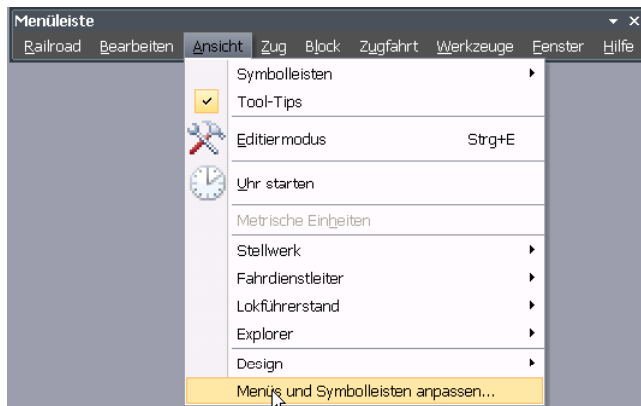 Menüleiste
Railroad Bearbeiten Ansicht Zug Block Zugfahrt Werkzeuge Fenster Hilfe
Symbolleisten
Tool-Tips
Editiermodus Strg+E
Uhr starten
Metrische Einheiten
Stellwerk
Fahrdienstleiter
Lokführerstand
Explorer
Design
Menüs und Symbolleisten anpassen...